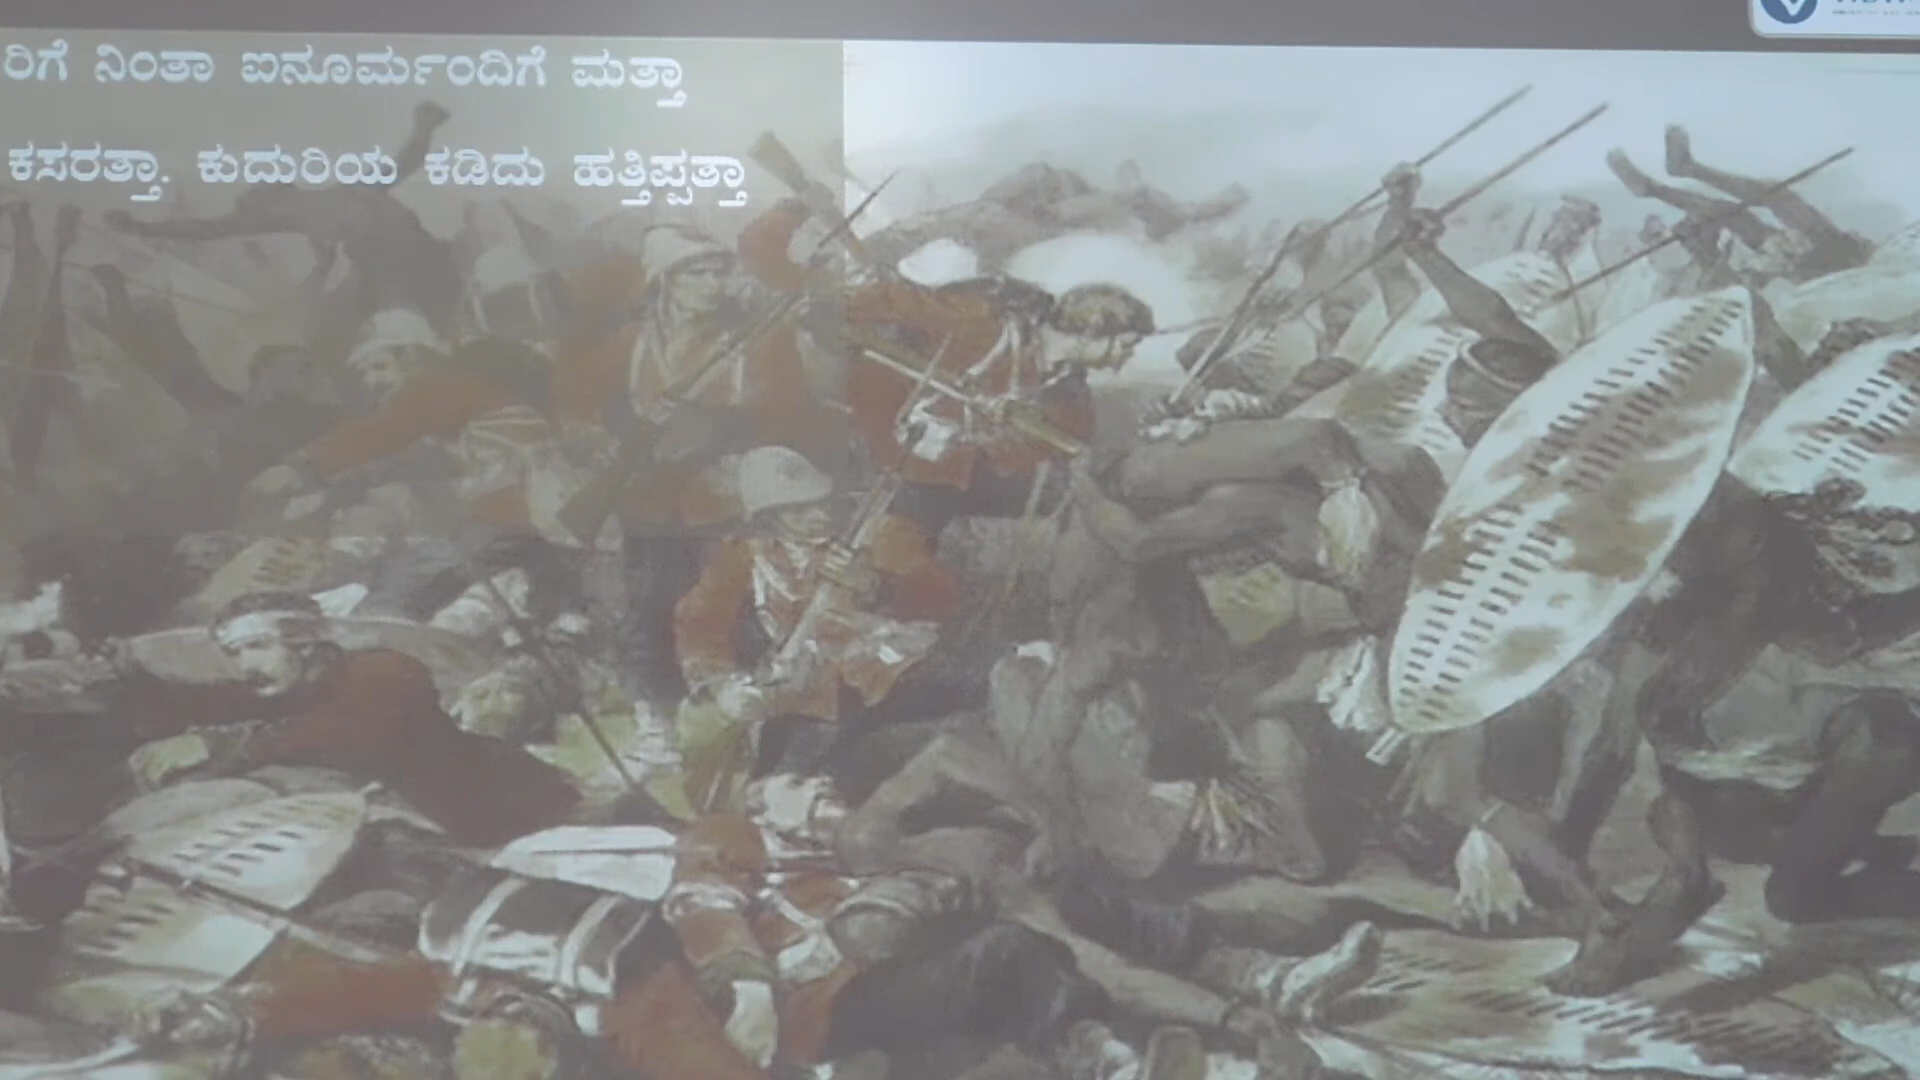 ರಿಗೆ ನಿಂತಾ ಐನೂರ್ಮಂದಿಗೆ ಮತ್ತಾ
ಕಸರತ್ತಾ. ಕುದುರಿಯ ಕಡಿದು ಹತ್ತಿಪ್ಪತ್ತಾ